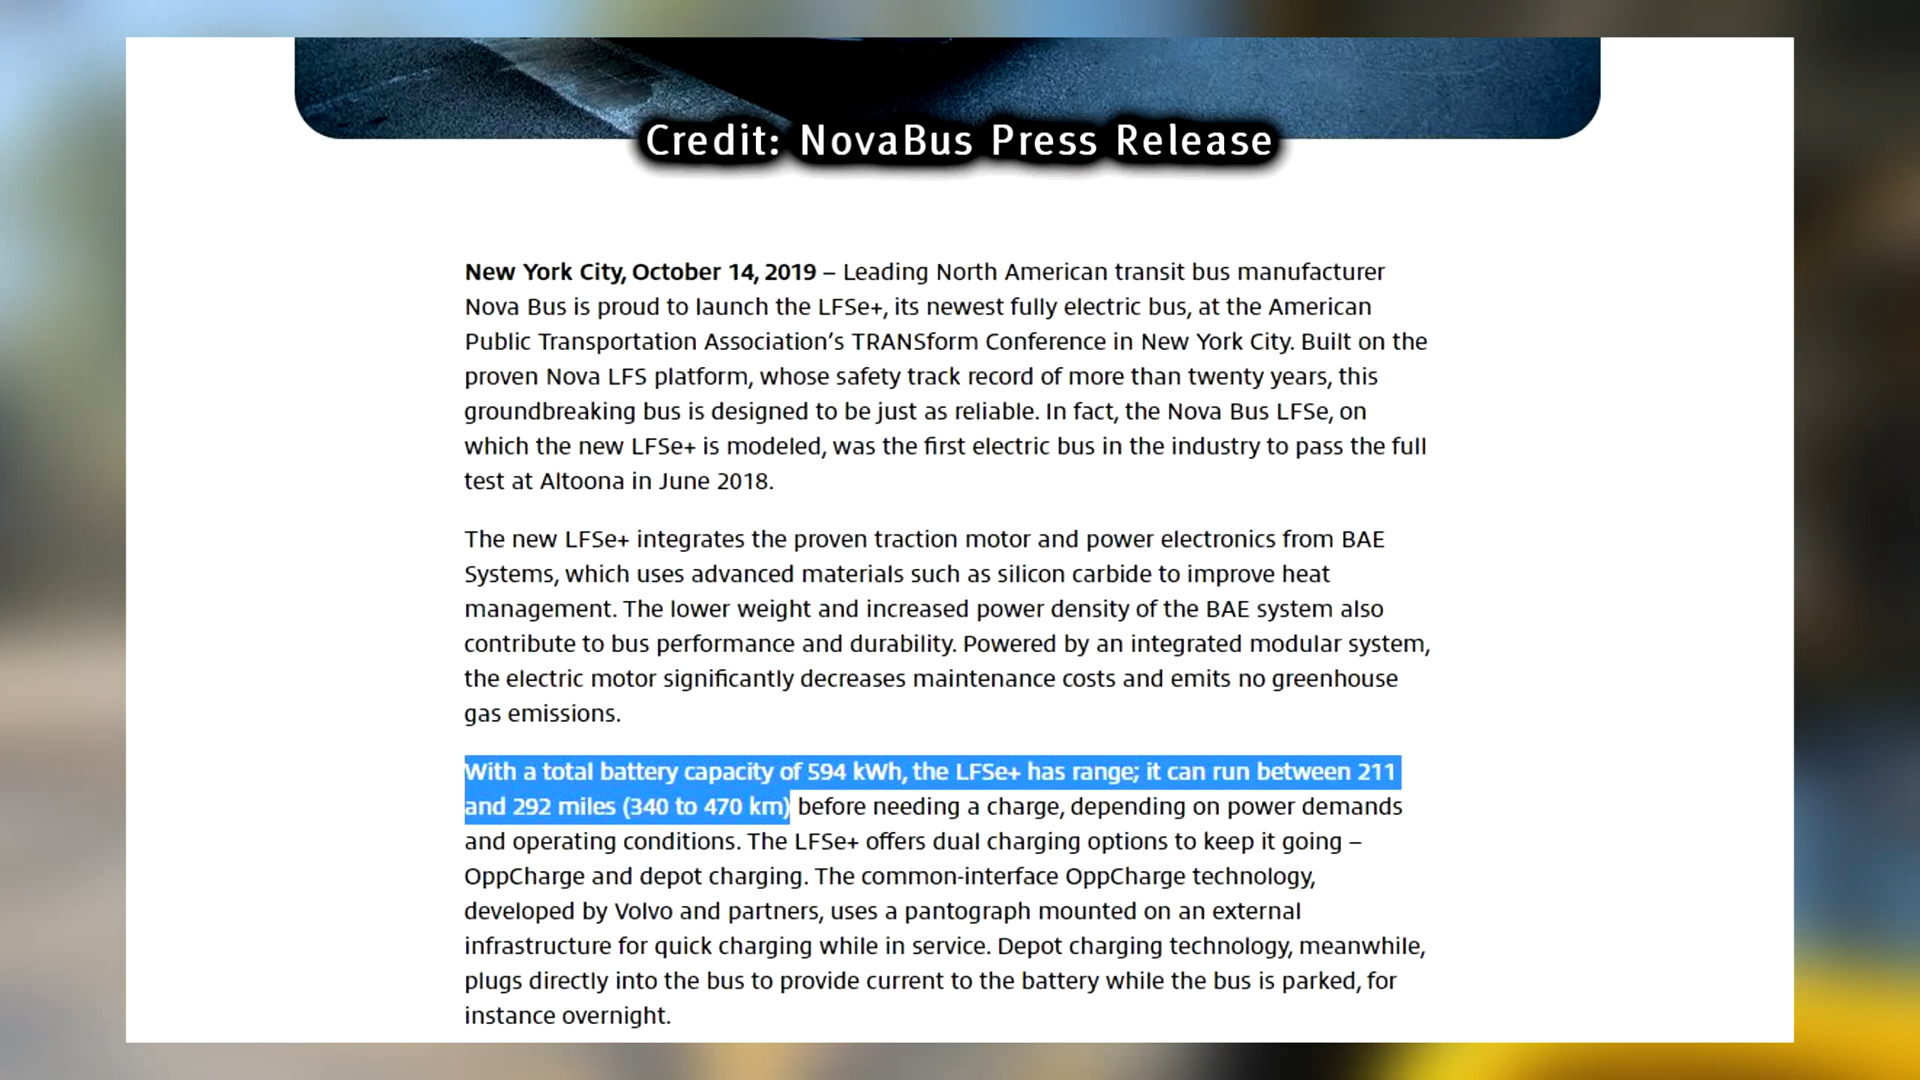 Credit: NovaBus Press Release
New York City, October 14, 2019 – Leading North American transit bus manufacturer
Nova Bus is proud to launch the LFSe+, its newest fully electric bus, at the American
Public Transportation Association’s TRANSform Conference in New York City. Built on the
proven Nova LFS platform, whose safety track record of more than twenty years, this
groundbreaking bus is designed to be just as reliable. In fact, the Nova Bus LFSe, on
which the new LFSe+ is modeled, was the first electric bus in the industry to pass the full
test at Altoona in June 2018.
The new LFSe+ integrates the proven traction motor and power electronics from BAE
Systems, which uses advanced materials such as silicon carbide to improve heat
management. The lower weight and increased power density of the BAE system also
contribute to bus performance and durability. Powered by an integrated modular system,
the electric motor significantly decreases maintenance costs and emits no greenhouse
gas emissions.
With a total battery capacity of 594 kWh, the LFSe+ has range; it can run between 211
and 292 miles (340 to 470 km) before needing a charge, depending on power demands
and operating conditions. The LFSe+ offers dual charging options to keep it going –
OppCharge and depot charging. The common-interface OppCharge technology,
developed by Volvo and partners, uses a pantograph mounted on an external
infrastructure for quick charging while in service. Depot charging technology, meanwhile,
plugs directly into the bus to provide current to the battery while the bus is parked, for
instance overnight.